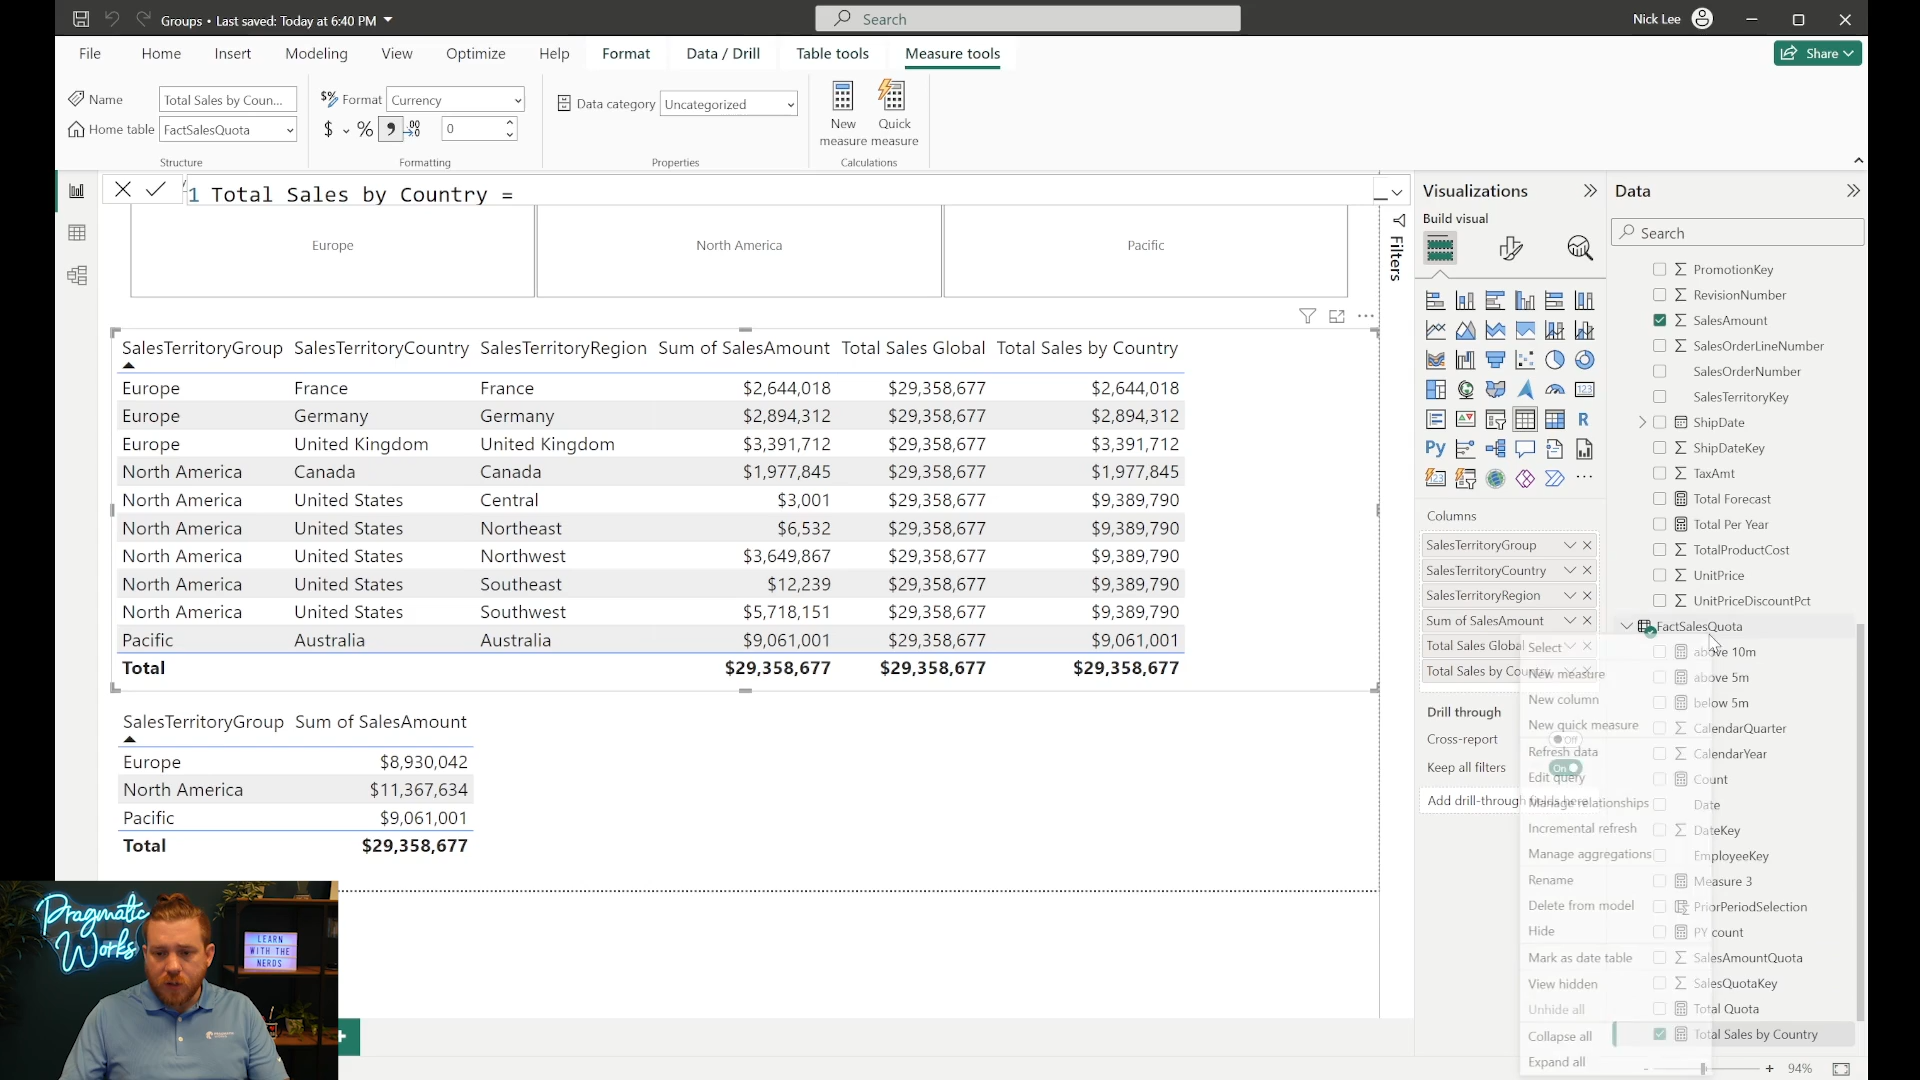 Groups • Last saved: Today at 6:40 PM
Search
Nick Lee
File
Home
Insert
Modeling
View
Optimize
Help
Format
Data / Drill
Table tools
Measure tools
Share
Name
Total Sales by Coun...
Home table
FactSalesQuota
Structure
Format
Currency
$ % , .00
0
Formatting
Data category
Uncategorized
Properties
New measure
Quick measure
Calculations
1 Total Sales by Country =
Europe
North America
Pacific
Filters
SalesTerritoryGroup SalesTerritoryCountry SalesTerritoryRegion Sum of SalesAmount Total Sales Global Total Sales by Country
Europe France France $2,644,018 $29,358,677 $2,644,018
Europe Germany Germany $2,894,312 $29,358,677 $2,894,312
Europe United Kingdom United Kingdom $3,391,712 $29,358,677 $3,391,712
North America Canada Canada $1,977,845 $29,358,677 $1,977,845
North America United States Central $3,001 $29,358,677 $9,389,790
North America United States Northeast $6,532 $29,358,677 $9,389,790
North America United States Northwest $3,649,867 $29,358,677 $9,389,790
North America United States Southeast $12,239 $29,358,677 $9,389,790
North America United States Southwest $5,718,151 $29,358,677 $9,389,790
Pacific Australia Australia $9,061,001 $29,358,677 $9,061,001
Total $29,358,677 $29,358,677 $29,358,677
SalesTerritoryGroup Sum of SalesAmount
Europe $8,930,042
North America $11,367,634
Pacific $9,061,001
Total $29,358,677
Pragmatic
Works
LEARN
WITH THE
NERDS
Visualizations
Build visual
123
R
Py
Columns
SalesTerritoryGroup
SalesTerritoryCountry
SalesTerritoryRegion
Sum of SalesAmount
Total Sales Global
Total Sales by Country
Drill through
Cross-report
Off
Keep all filters
On
Add drill-through fields here
Select
New measure
New column
New quick measure
Refresh data
Edit query
Manage relationships
Incremental refresh
Manage aggregations
Rename
Delete from model
Hide
Mark as date table
View hidden
Unhide all
Collapse all
Expand all
Data
Search
PromotionKey
RevisionNumber
SalesAmount
SalesOrderLineNumber
SalesOrderNumber
SalesTerritoryKey
ShipDate
ShipDateKey
TaxAmt
Total Forecast
Total Per Year
TotalProductCost
UnitPrice
UnitPriceDiscountPct
FactSalesQuota
above 10m
above 5m
below 5m
CalendarQuarter
CalendarYear
Count
Date
DateKey
EmployeeKey
Measure 3
PriorPeriodSelection
PY count
SalesAmountQuota
SalesQuotaKey
Total Quota
Total Sales by Country
94%